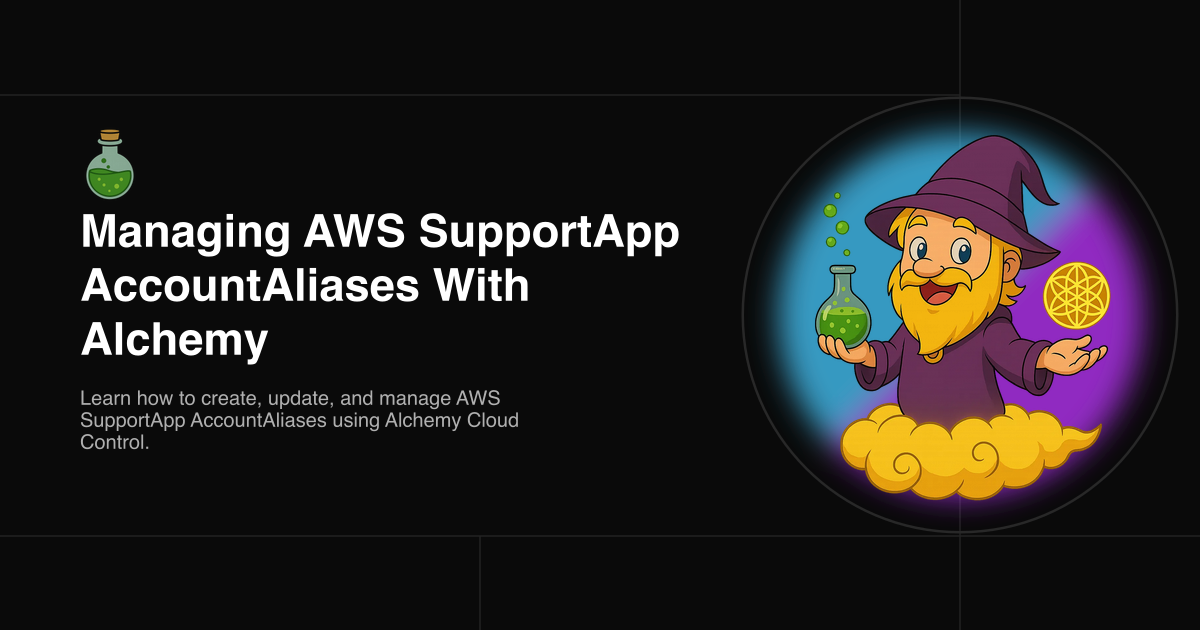 Managing AWS SupportApp
AccountAliases With
Alchemy
Learn how to create, update, and manage AWS
SupportApp AccountAliases using Alchemy Cloud
Control.